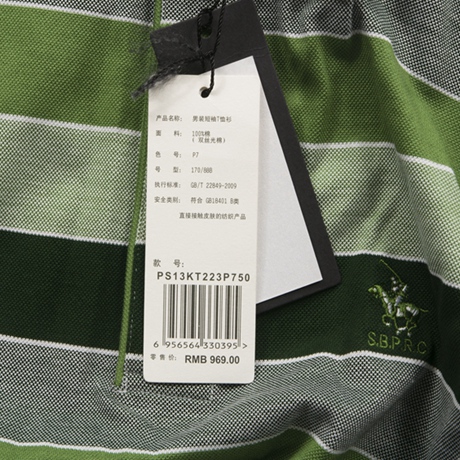 产品名称: 男装短袖T恤衫
面 料: 100%棉
( 双丝光棉)
色 号: P7
号 型: 170/88B
执行标准: GB/T 22849-2009
安全类别: 符合 GB18401 B类
直接接触皮肤的纺织产品
款 号:
PS13KT223P750
6 956564 330395 >
零售价: RMB 969.00
S.B.P.R.C